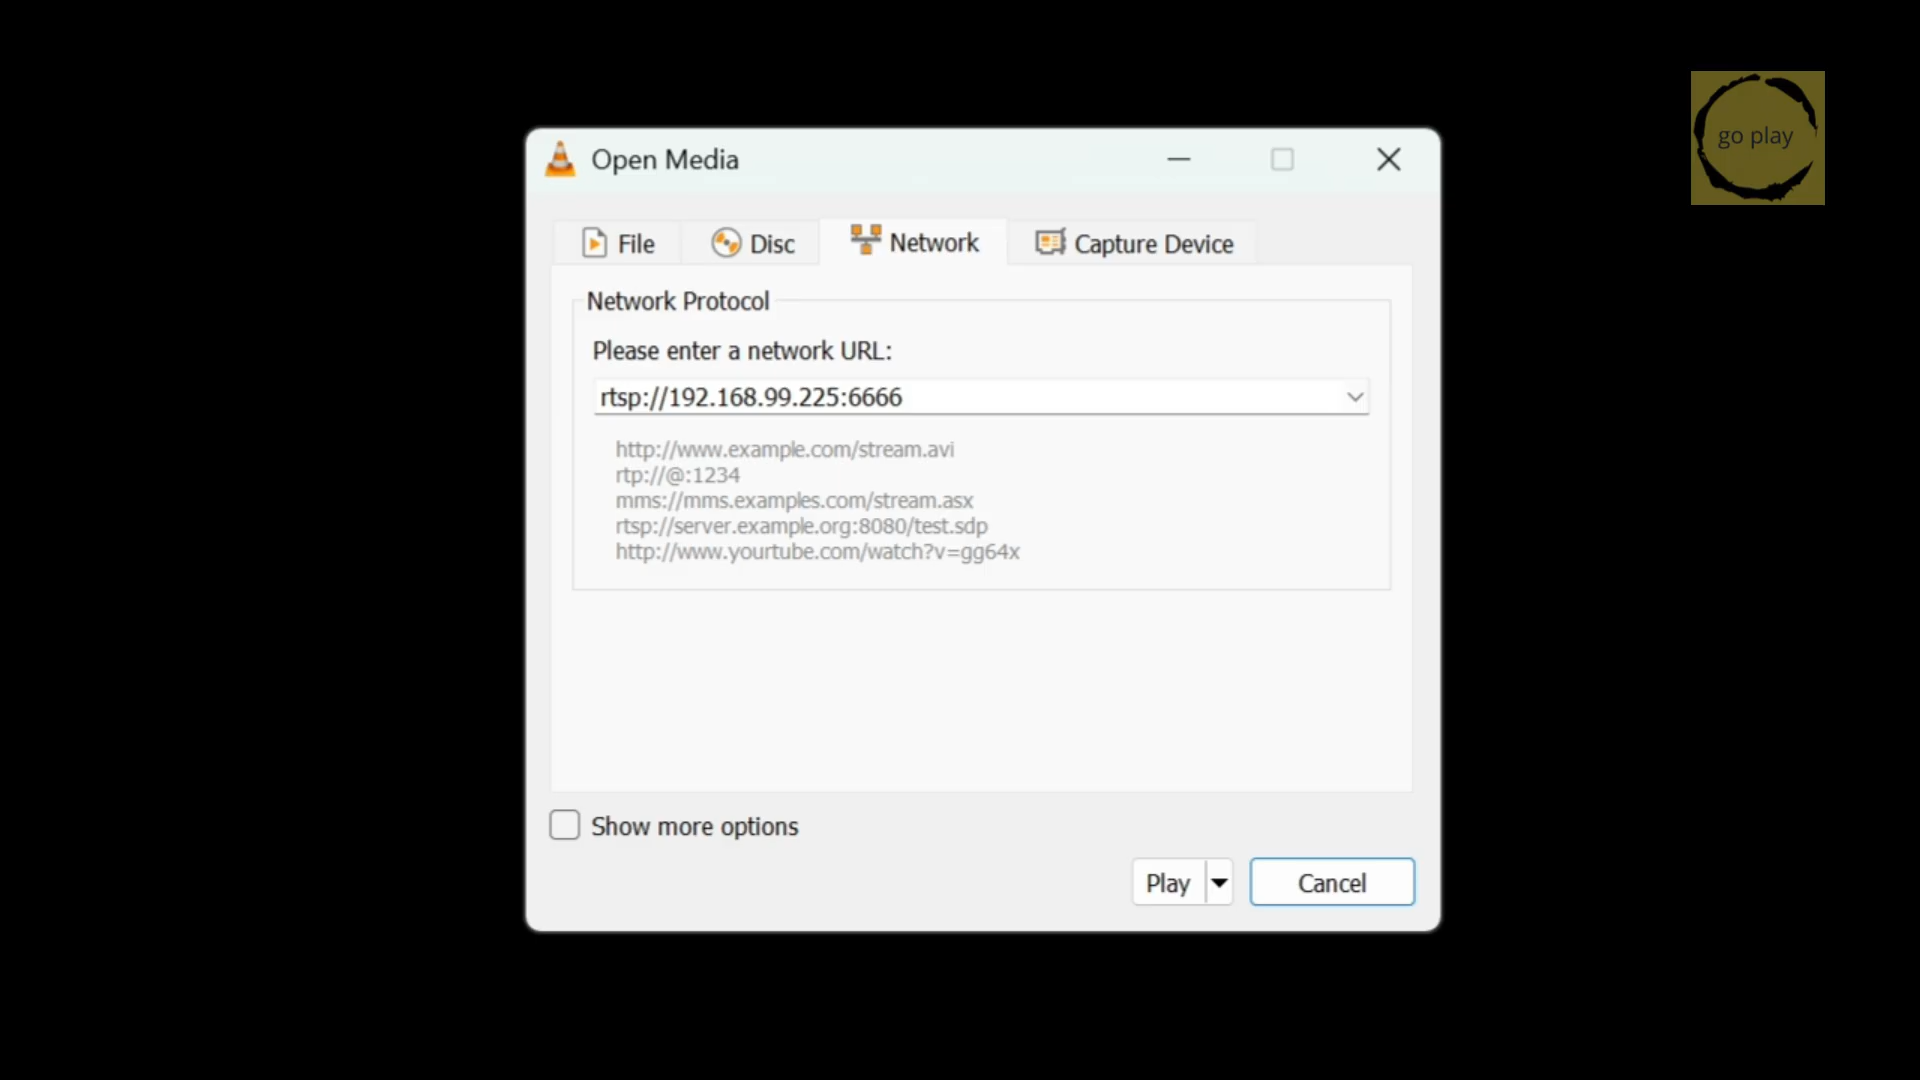 go play
Open Media
File
Disc
Network
Capture Device
Network Protocol
Please enter a network URL:
rtsp://192.168.99.225:6666
http://www.example.com/stream.avi
rtp://@:1234
mms://mms.examples.com/stream.asx
rtsp://server.example.org:8080/test.sdp
http://www.yourtube.com/watch?v=gg64x
Show more options
Play
Cancel